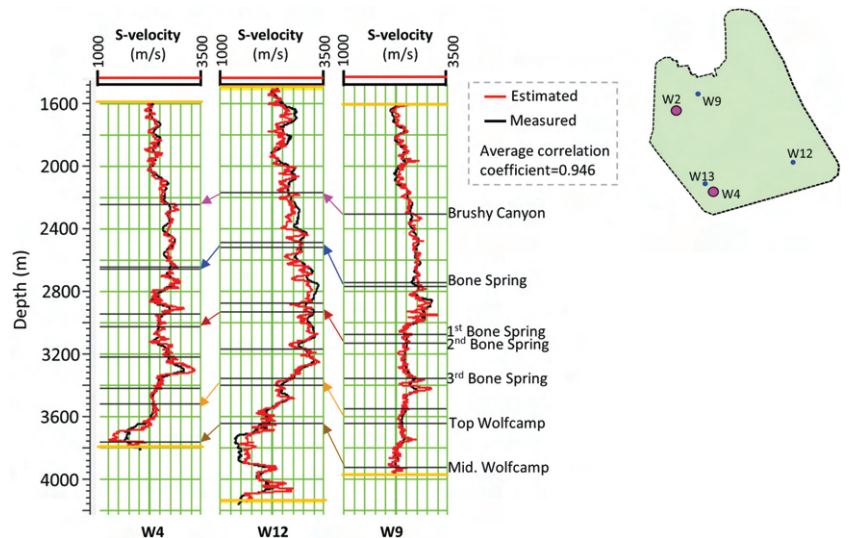 S-velocity
(m/s)
1000
3500
S-velocity
(m/s)
1000
3500
S-velocity
(m/s)
1000
3500
Depth (m)
1600
2000
2400
2800
3200
3600
4000
Brushy Canyon
Bone Spring
1st Bone Spring
2nd Bone Spring
3rd Bone Spring
Top Wolfcamp
Mid. Wolfcamp
W4
W12
W9
Estimated
Measured
Average correlation
coefficient=0.946
W2
W9
W12
W13
W4